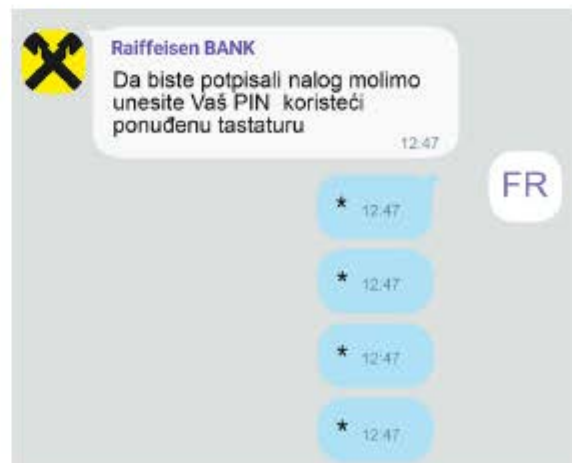 Raiffeisen BANK
Da biste potpisali nalog molimo
unesite Vaš PIN koristeći
ponuđenu tastaturu
12:47
FR
* 12:47
* 12:47
* 12:47
* 12:47